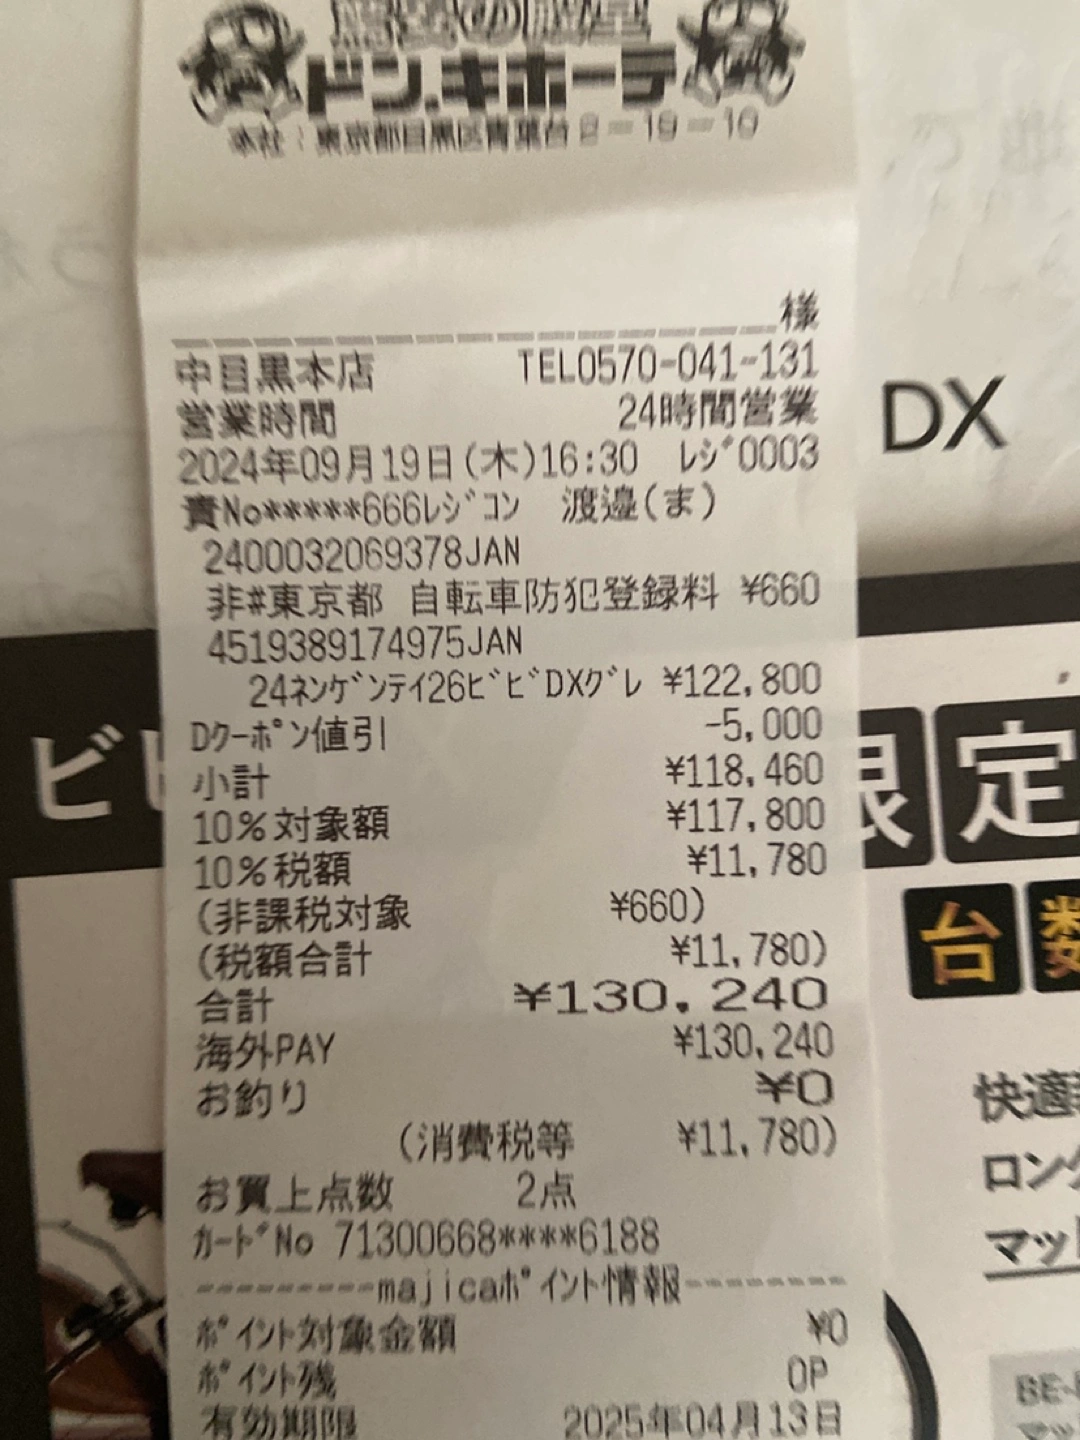 驚安の殿堂
ドン.キホーテ
本社：東京都目黒区青葉台2-19-10
様
中目黒本店 TEL0570-041-131
営業時間 24時間営業
2024年09月19日(木)16:30 ﾚｼﾞ0003
責No*****666ﾚｼﾞｺﾝ 渡邉(ま)
2400032069378JAN
非#東京都 自転車防犯登録料 ¥660
4519389174975JAN
24ﾈﾝｹﾞﾝﾃｲ26ﾋﾞﾋﾞDXｸﾞﾚ ¥122,800
Dｸｰﾎﾟﾝ値引 -5,000
小計 ¥118,460
10%対象額 ¥117,800
10%税額 ¥11,780
(非課税対象 ¥660)
(税額合計 ¥11,780)
合計 ¥130,240
海外PAY ¥130,240
お釣り ¥0
(消費税等 ¥11,780)
お買上点数 2点
ｶｰﾄﾞNo 71300668****6188
---------majicaﾎﾟｲﾝﾄ情報--------
ﾎﾟｲﾝﾄ対象金額 ¥0
ﾎﾟｲﾝﾄ残 0P
有効期限 2025年04月13日
DX
ビ
限定
台数
快適
ロング
マット
BE-
マッ